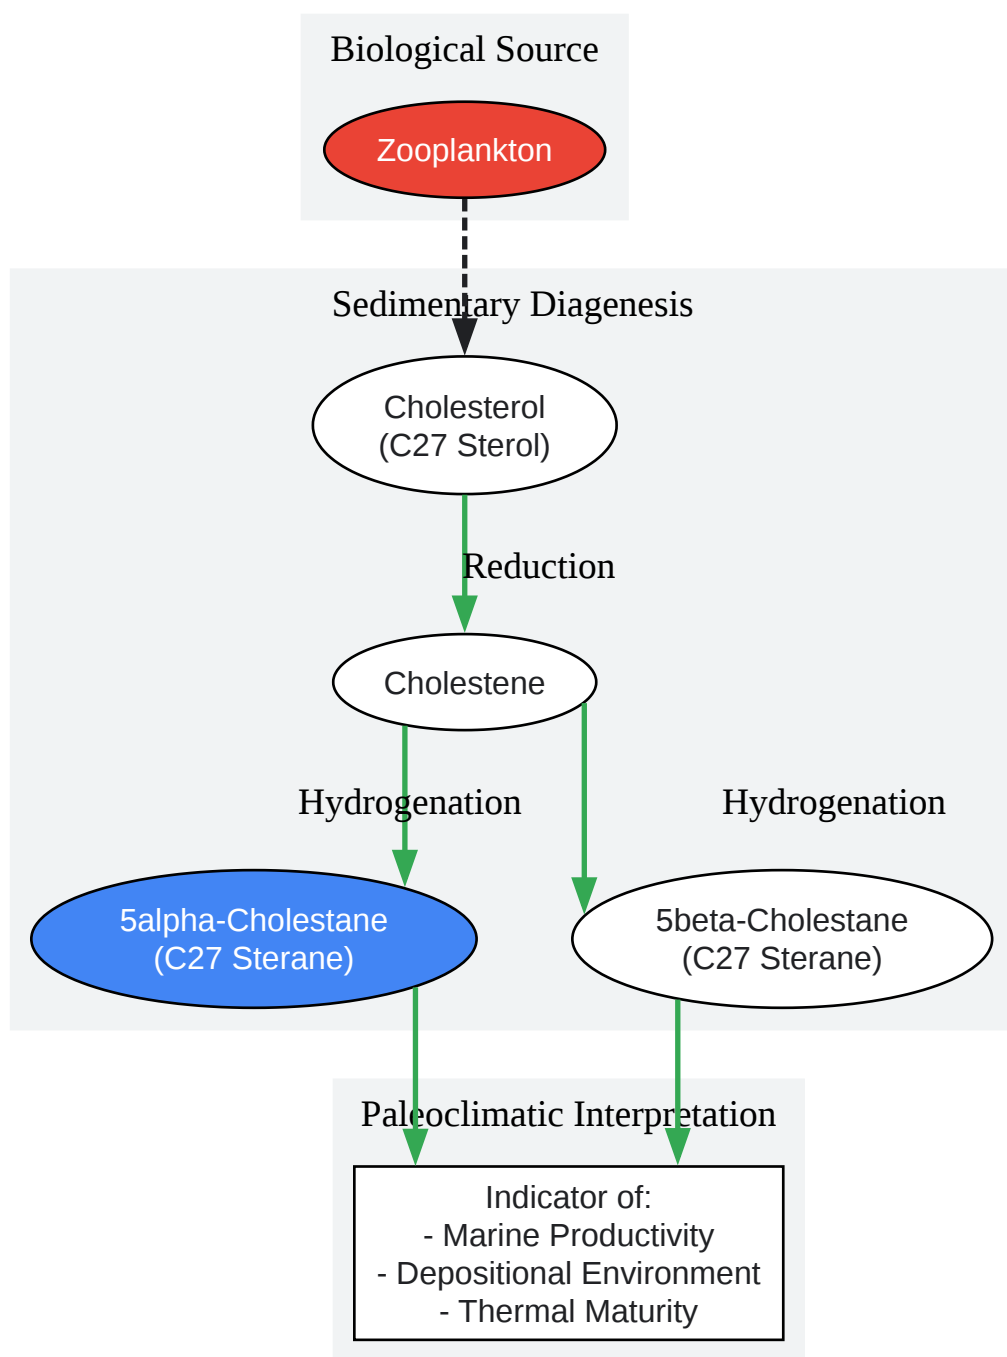 Biological Source
Zooplankton
Sedimentary Diagenesis
Cholesterol
(C27 Sterol)
Reduction
Cholestene
Hydrogenation
Hydrogenation
5alpha-Cholestane
(C27 Sterane)
5beta-Cholestane
(C27 Sterane)
Paleoclimatic Interpretation
Indicator of:
- Marine Productivity
- Depositional Environment
- Thermal Maturity